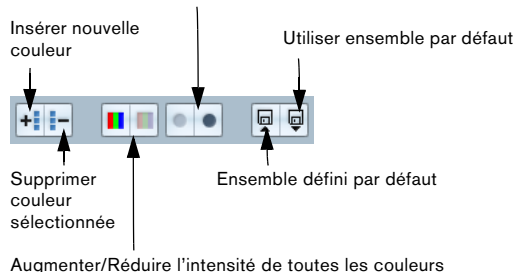 Insérer nouvelle
couleur
Utiliser ensemble par défaut
Supprimer
couleur
sélectionnée
Ensemble défini par défaut
Augmenter/Réduire l'intensité de toutes les couleurs